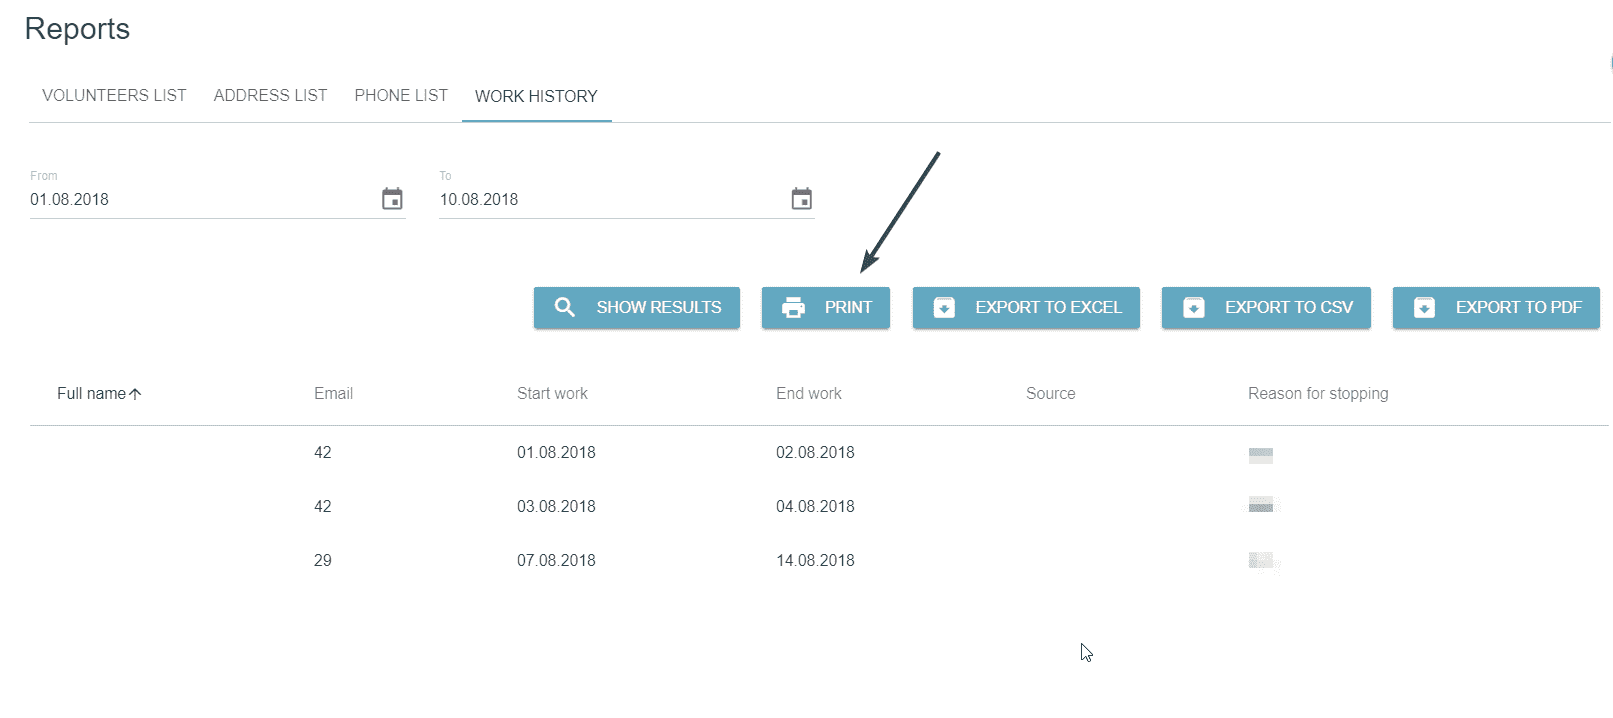 Reports
VOLUNTEERS LIST ADDRESS LIST PHONE LIST WORK HISTORY
From To
01.08.2018 10.08.2018
SHOW RESULTS PRINT EXPORT TO EXCEL EXPORT TO CSV EXPORT TO PDF
Full name Email Start work End work Source Reason for stopping
42 01.08.2018 02.08.2018
42 03.08.2018 04.08.2018
29 07.08.2018 14.08.2018